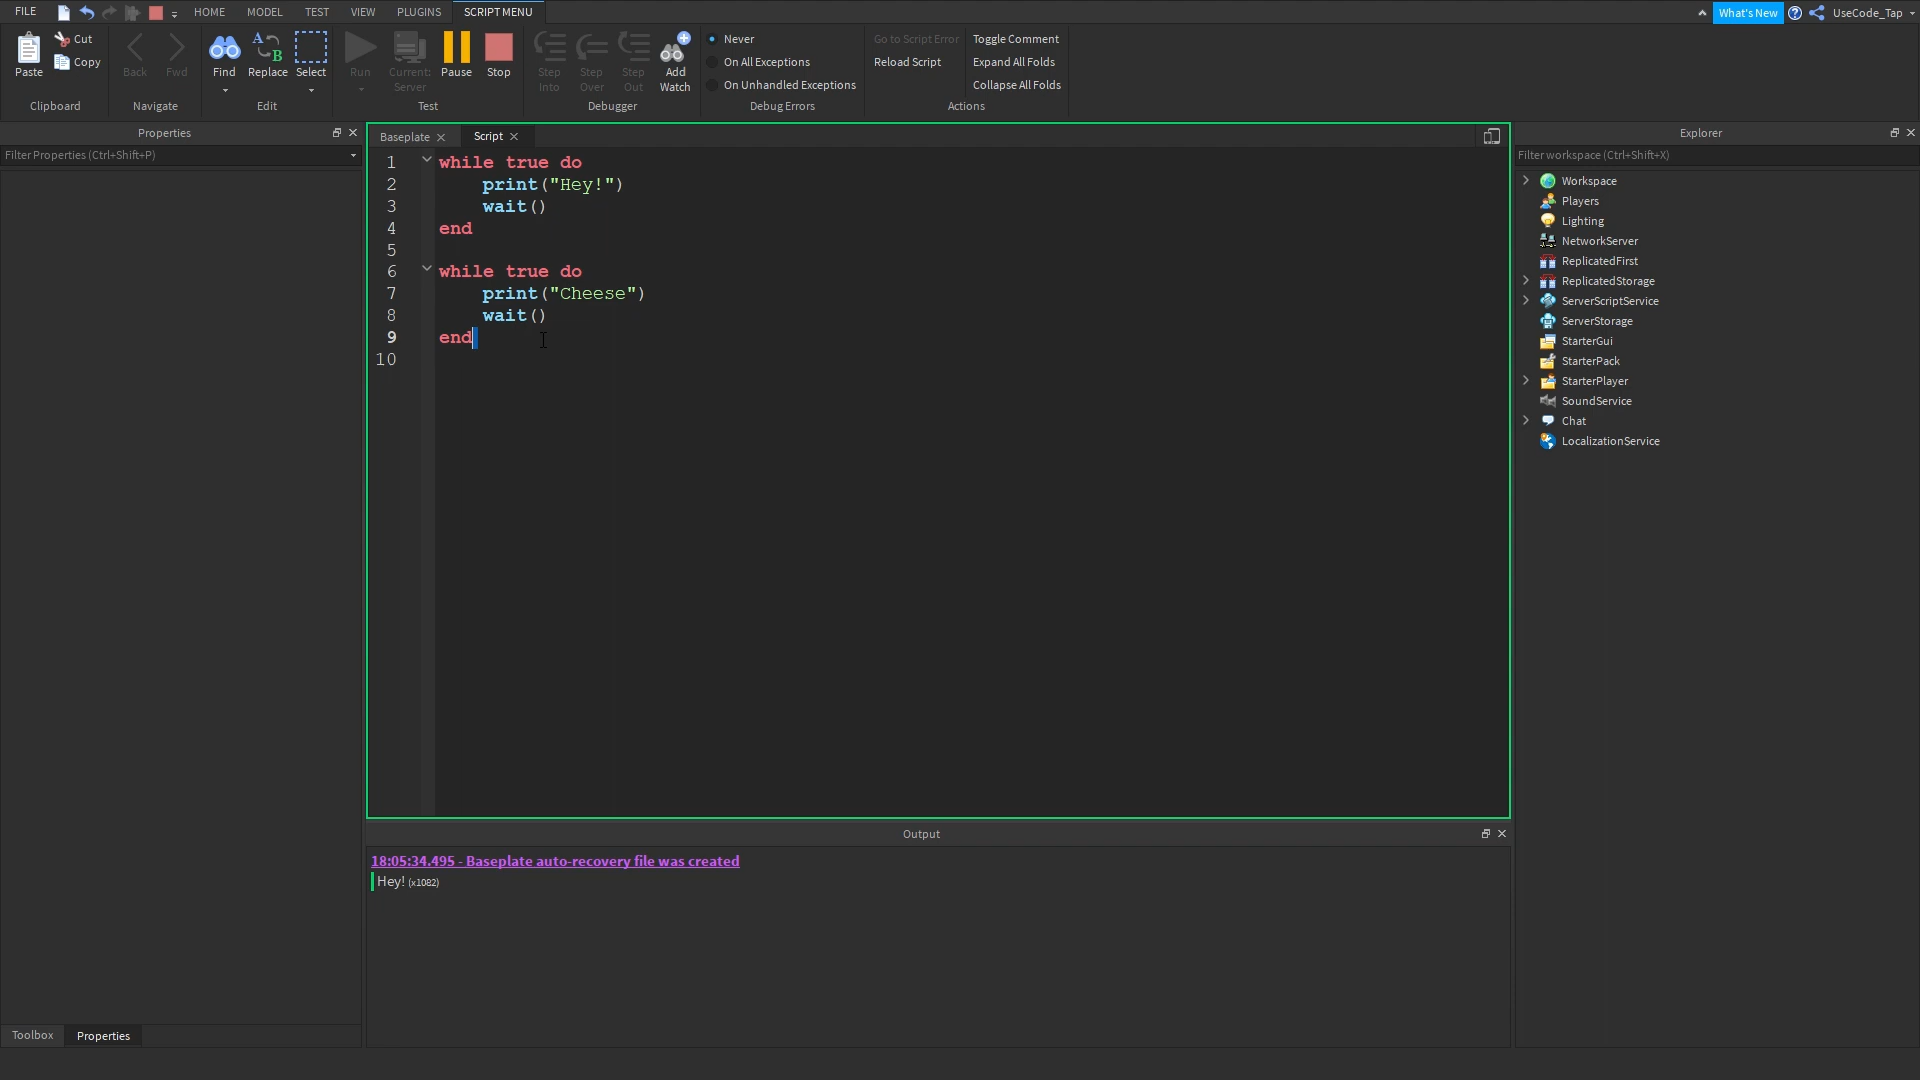 FILE HOME MODEL TEST VIEW PLUGINS SCRIPT MENU What's New UseCode_Tap
Paste Cut Copy
Clipboard
Back Fwd
Navigate
Find Replace Select
Edit
Run Current: Server Pause Stop
Test
Step Into Step Over Step Out Add Watch
Debugger
Never
On All Exceptions
On Unhandled Exceptions
Debug Errors
Go to Script Error
Reload Script
Toggle Comment
Expand All Folds
Collapse All Folds
Actions
Properties
Filter Properties (Ctrl+Shift+P)
Baseplate Script
1 while true do
2 print("Hey!")
3 wait()
4 end
5
6 while true do
7 print("Cheese")
8 wait()
9 end
10
Output
18:05:34.495 - Baseplate auto-recovery file was created
Hey! (x1082)
Explorer
Filter workspace (Ctrl+Shift+X)
Workspace
Players
Lighting
NetworkServer
ReplicatedFirst
ReplicatedStorage
ServerScriptService
ServerStorage
StarterGui
StarterPack
StarterPlayer
SoundService
Chat
LocalizationService
Toolbox Properties